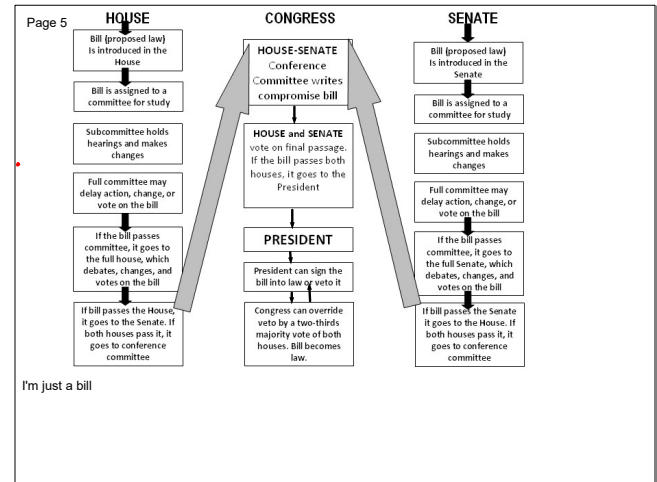 Page 5
HOUSE
Bill (proposed law)
Is introduced in the
House
Bill is assigned to a
committee for study
Subcommittee holds
hearings and makes
changes
Full committee may
delay action, change, or
vote on the bill
If the bill passes
committee, it goes to
the full house, which
debates, changes, and
votes on the bill
If bill passes the House,
it goes to the Senate. If
both houses pass it, it
goes to conference
committee
CONGRESS
HOUSE-SENATE
Conference
Committee writes
compromise bill
HOUSE and SENATE
vote on final passage.
If the bill passes both
houses, it goes to the
President
PRESIDENT
President can sign the
bill into law or veto it
Congress can override
veto by a two-thirds
majority vote of both
houses. Bill becomes
law.
SENATE
Bill (proposed law)
Is introduced in the
Senate
Bill is assigned to a
committee for study
Subcommittee holds
hearings and makes
changes
Full committee may
delay action, change, or
vote on the bill
If the bill passes
committee, it goes to
the full Senate, which
debates, changes, and
votes on the bill
If bill passes the Senate
it goes to the House. If
both houses pass it, it
goes to conference
committee
I'm just a bill